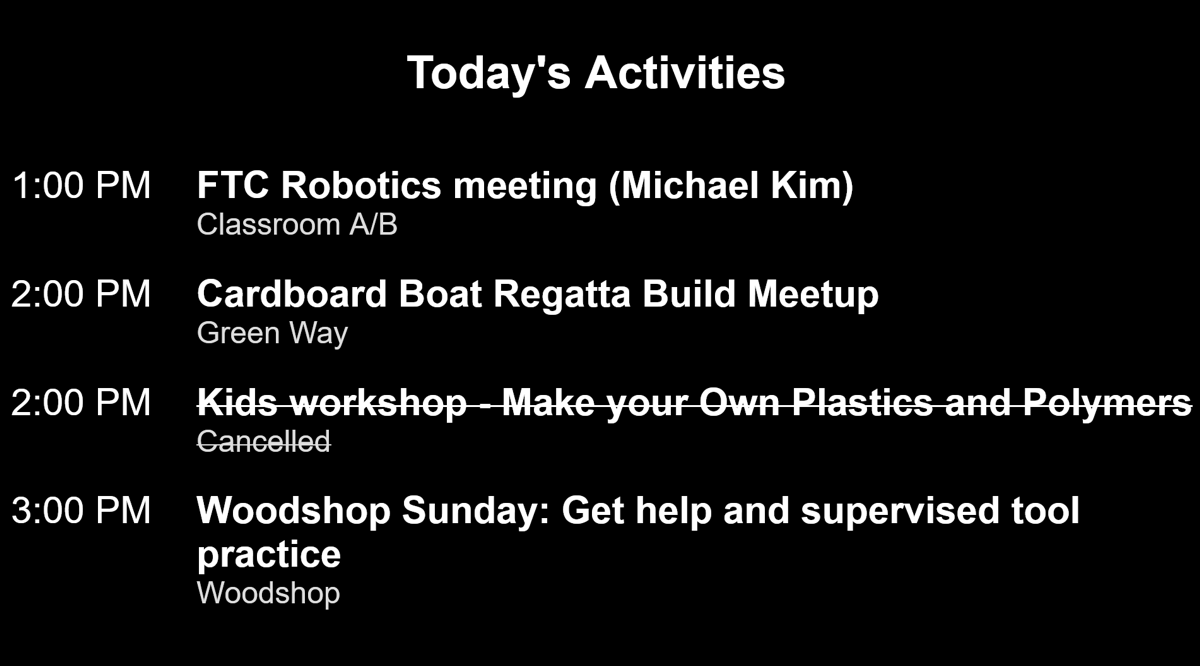 Today's Activities
1:00 PM FTC Robotics meeting (Michael Kim)
Classroom A/B
2:00 PM Cardboard Boat Regatta Build Meetup
Green Way
2:00 PM Kids workshop - Make your Own Plastics and Polymers
Cancelled
3:00 PM Woodshop Sunday: Get help and supervised tool
practice
Woodshop